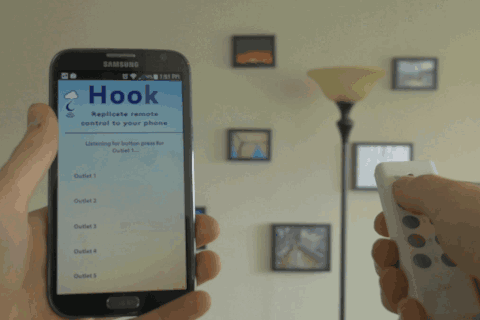 SAMSUNG
Hook
Replicate remote
control to your phone
Listening for button press for
Outlet 1...
Outlet 1
Outlet 2
Outlet 3
Outlet 4
Outlet 5